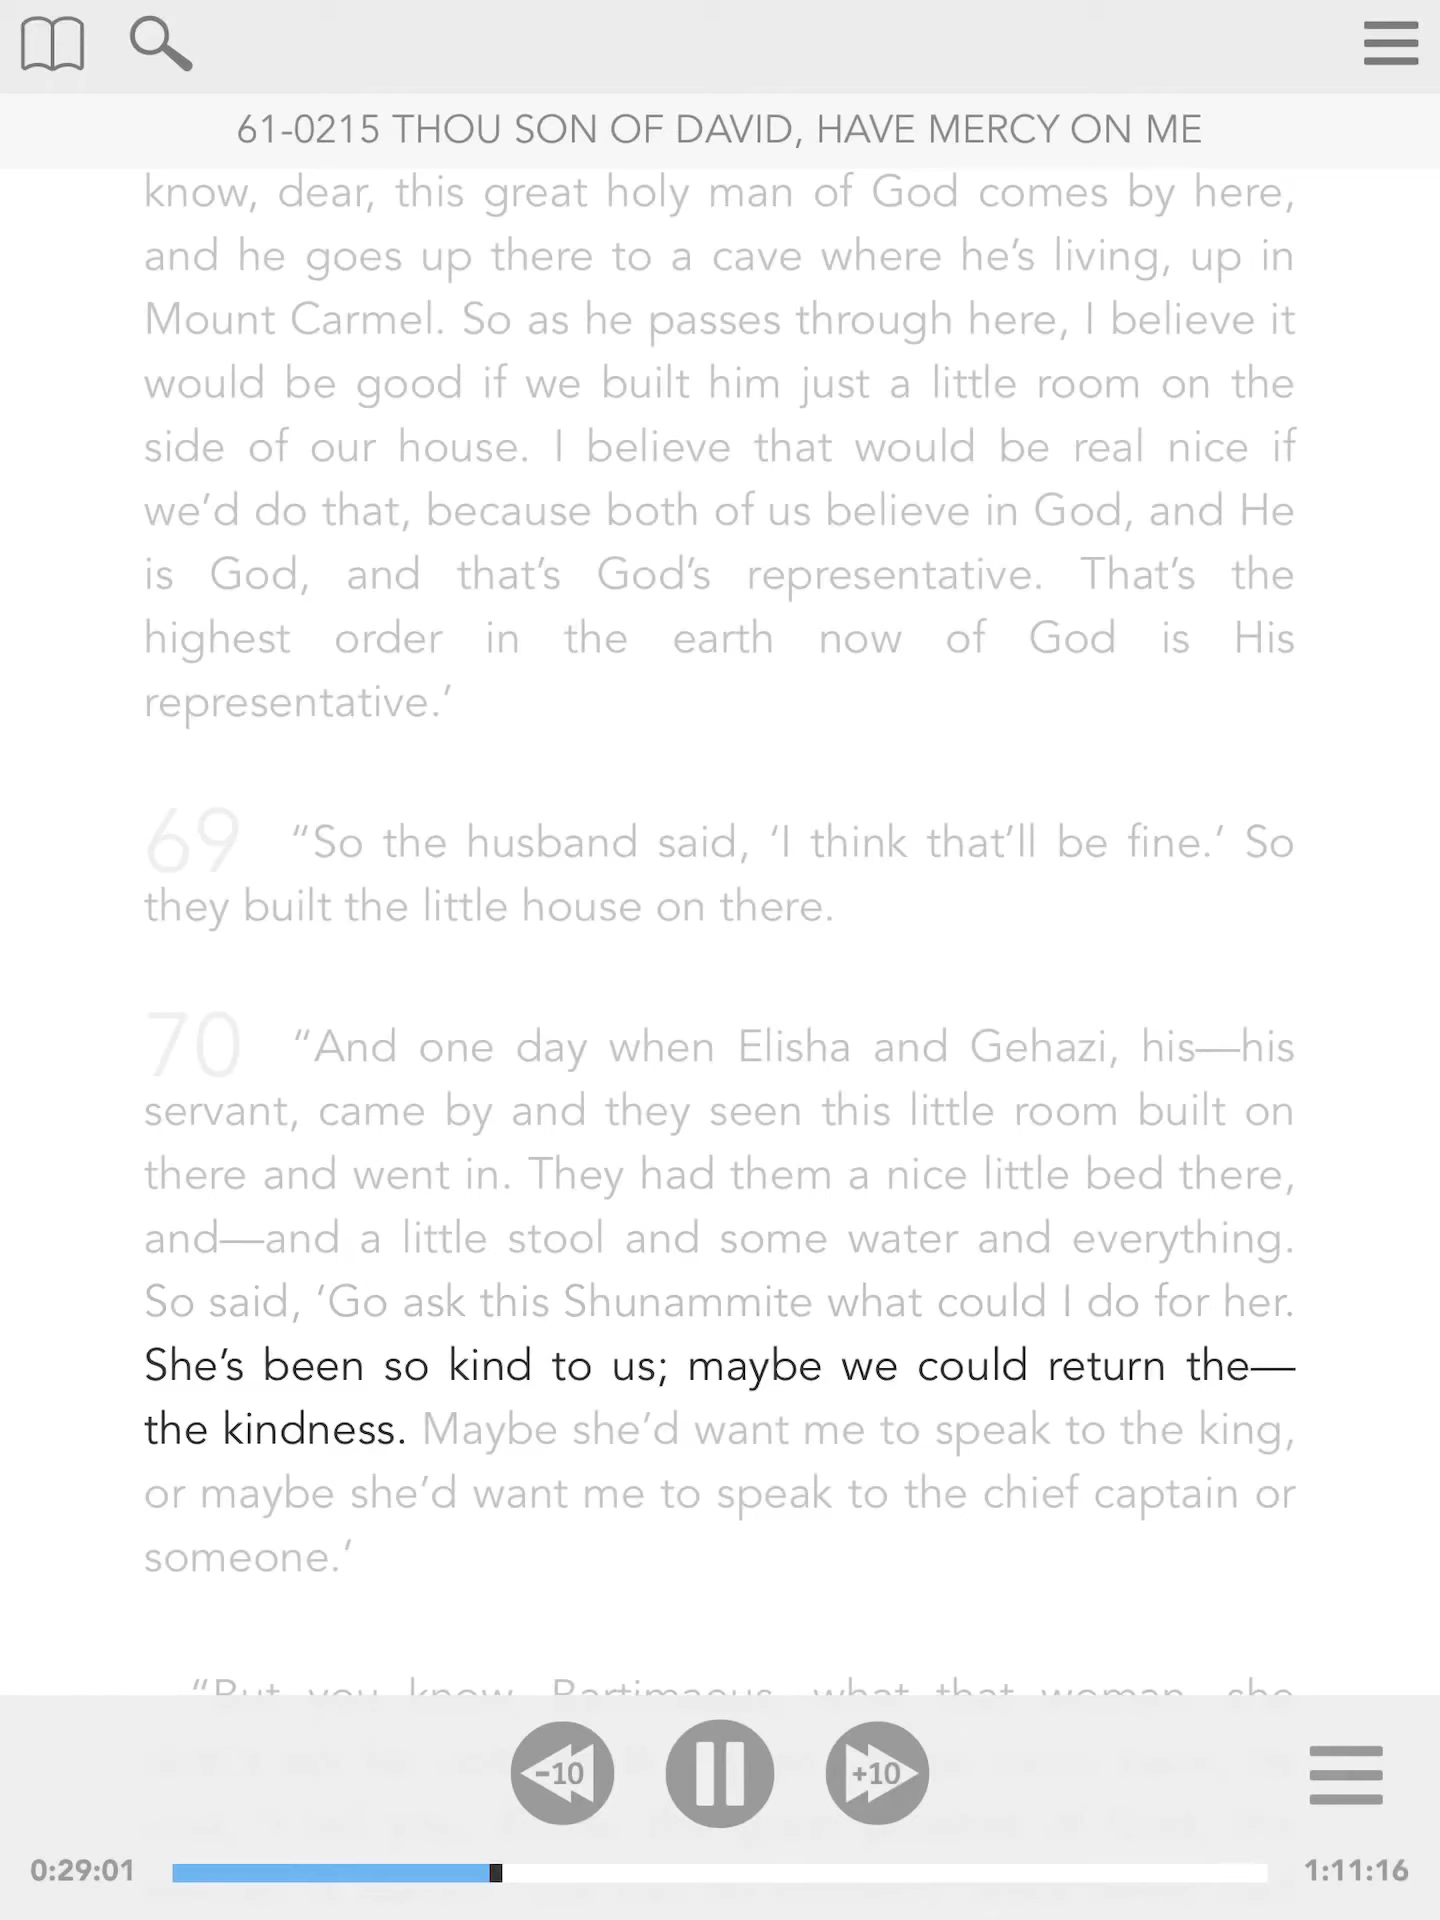 61-0215 THOU SON OF DAVID, HAVE MERCY ON ME
know, dear, this great holy man of God comes by here,
and he goes up there to a cave where he’s living, up in
Mount Carmel. So as he passes through here, I believe it
would be good if we built him just a little room on the
side of our house. I believe that would be real nice if
we’d do that, because both of us believe in God, and He
is God, and that’s God’s representative. That’s the
highest order in the earth now of God is His
representative.’
69 “So the husband said, ‘I think that’ll be fine.’ So
they built the little house on there.
70 “And one day when Elisha and Gehazi, his—his
servant, came by and they seen this little room built on
there and went in. They had them a nice little bed there,
and—and a little stool and some water and everything.
So said, ‘Go ask this Shunammite what could I do for her.
She’s been so kind to us; maybe we could return the—
the kindness. Maybe she’d want me to speak to the king,
or maybe she’d want me to speak to the chief captain or
someone.’
“But you know, Bartimaeus, what that woman, she
-10 +10
0:29:01 1:11:16